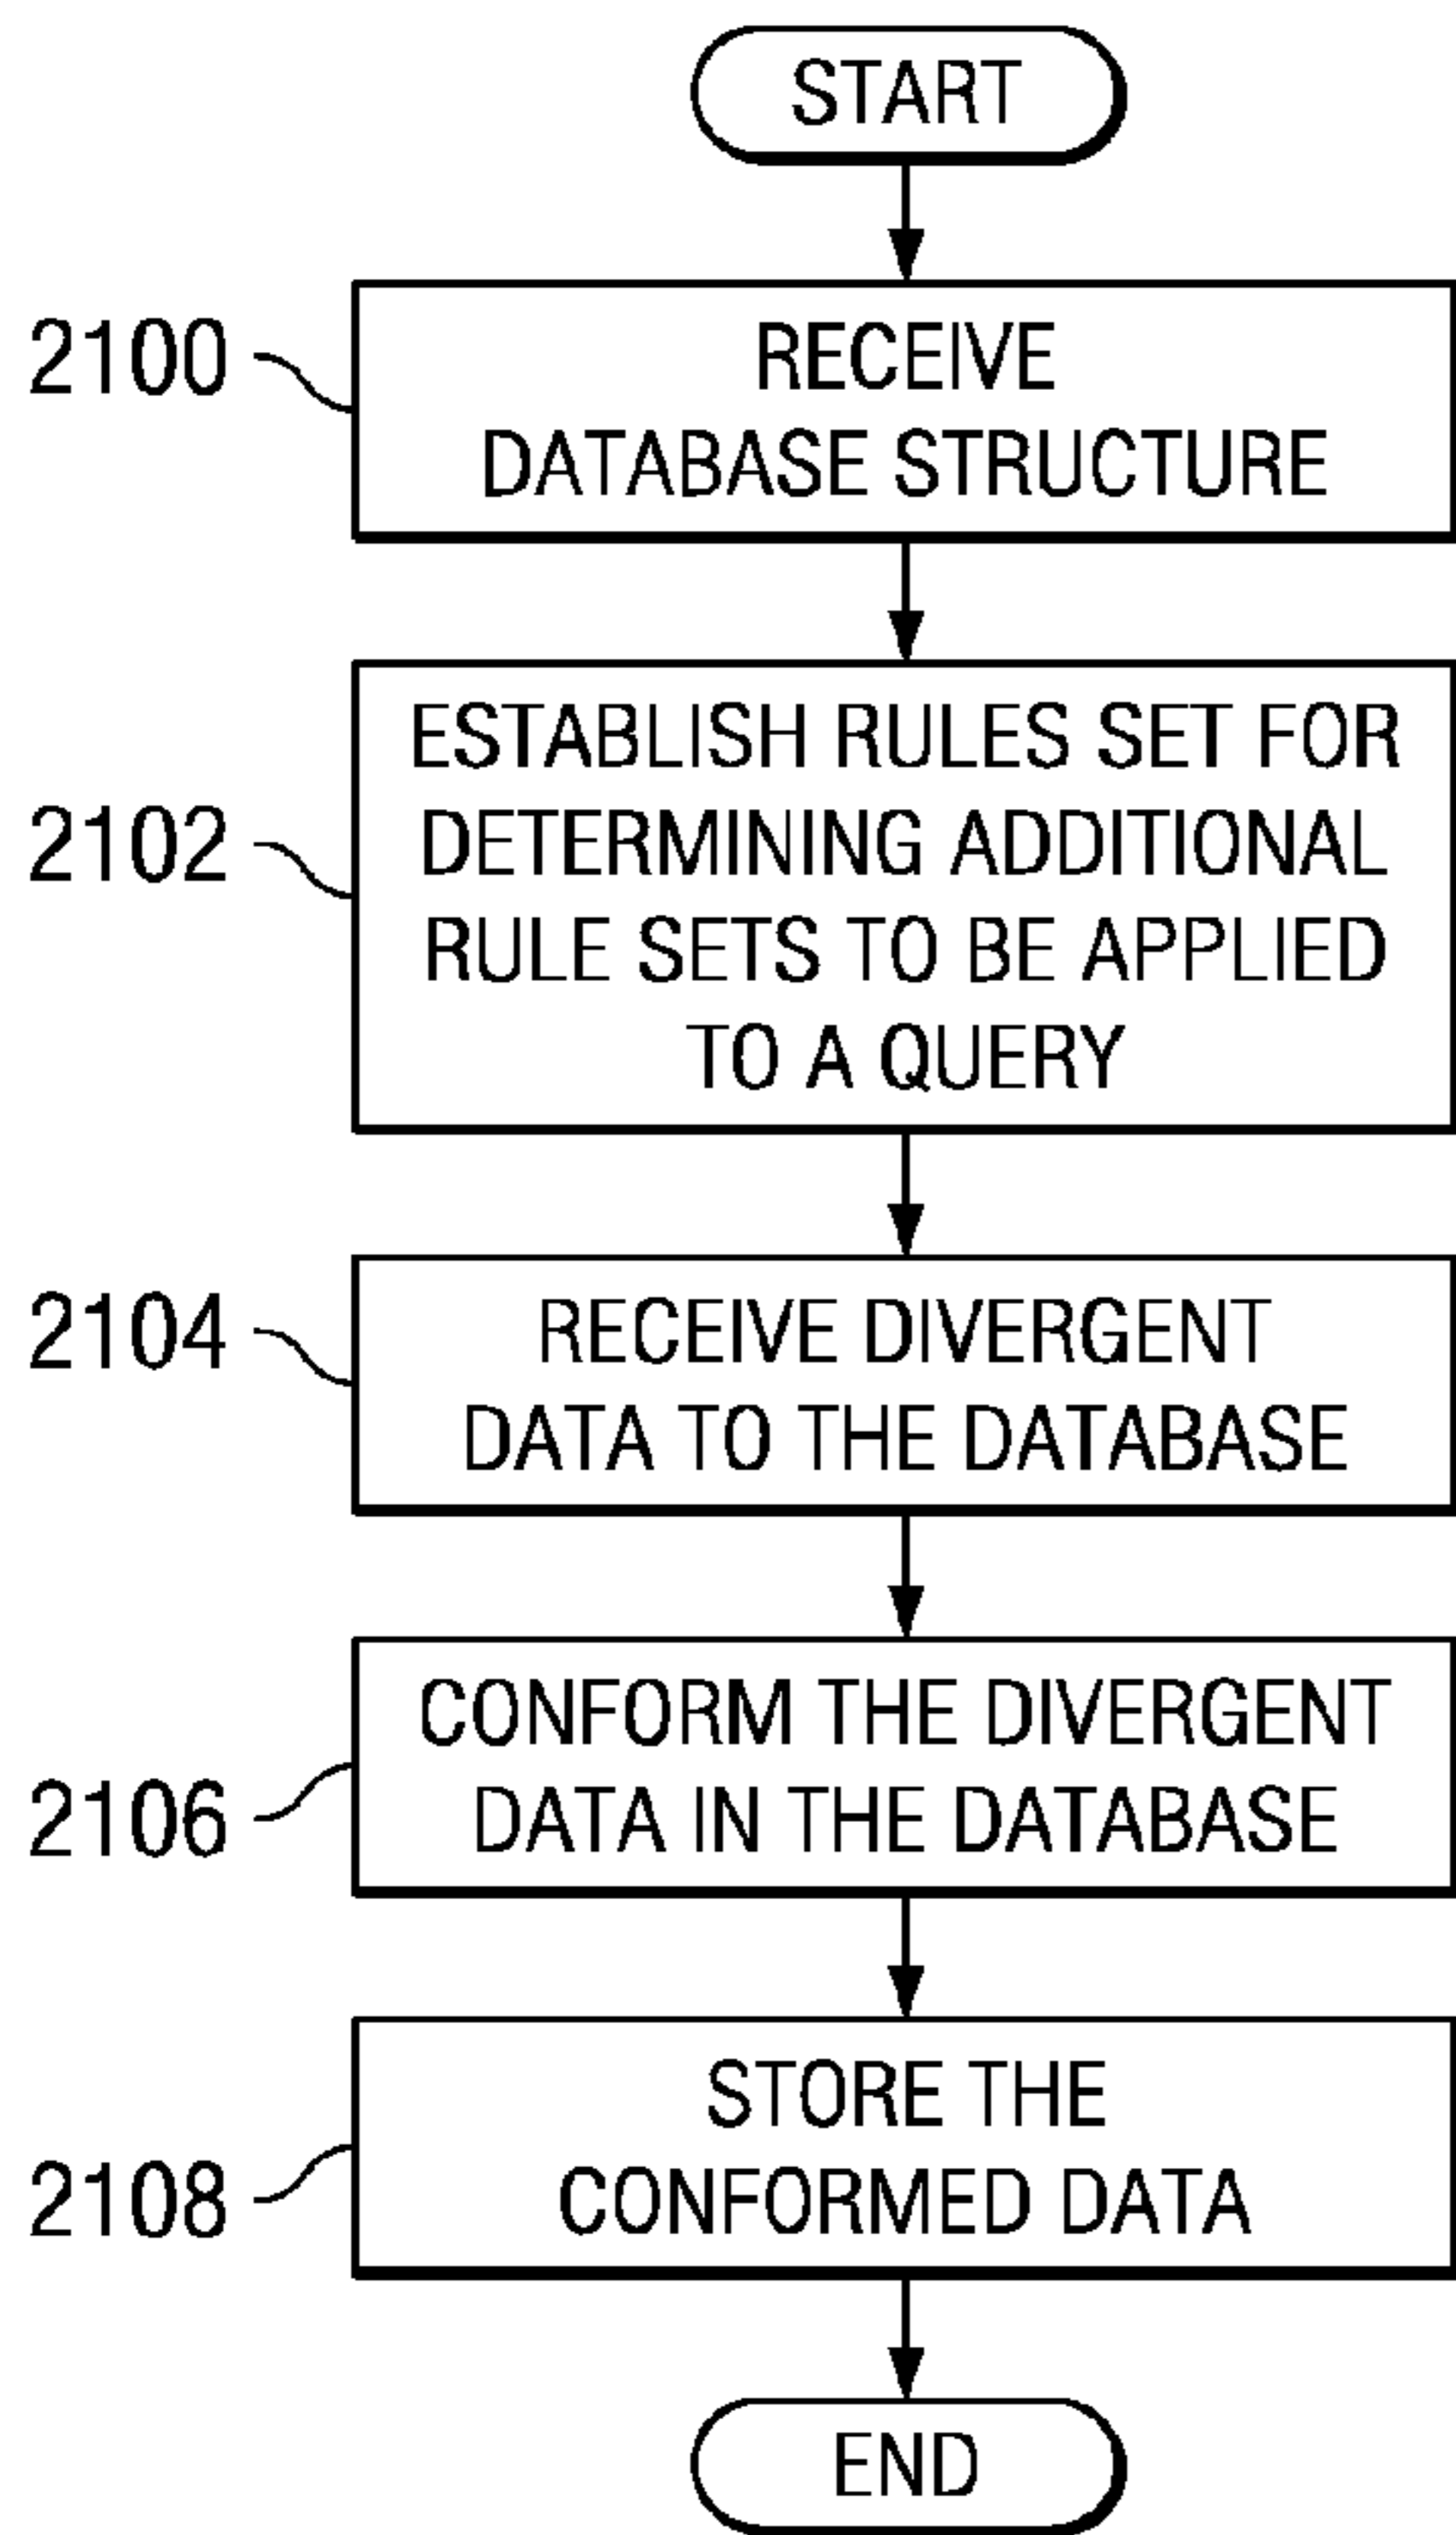 START
2100
RECEIVE
DATABASE STRUCTURE
2102
ESTABLISH RULES SET FOR
DETERMINING ADDITIONAL
RULE SETS TO BE APPLIED
TO A QUERY
2104
RECEIVE DIVERGENT
DATA TO THE DATABASE
2106
CONFORM THE DIVERGENT
DATA IN THE DATABASE
2108
STORE THE
CONFORMED DATA
END